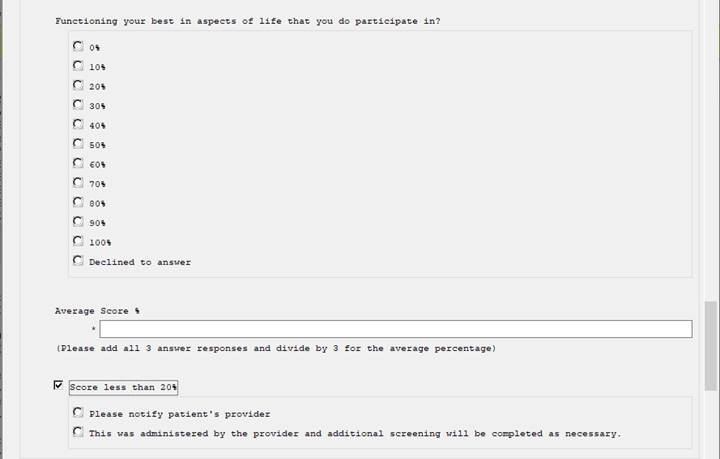 Functioning your best in aspects of life that you do participate in?
0%
10%
20%
30%
40%
50%
60%
70%
80%
90%
100%
Declined to answer
Average Score %
*
(Please add all 3 answer responses and divide by 3 for the average percentage)
Score less than 20%
Please notify patient's provider
This was administered by the provider and additional screening will be completed as necessary.